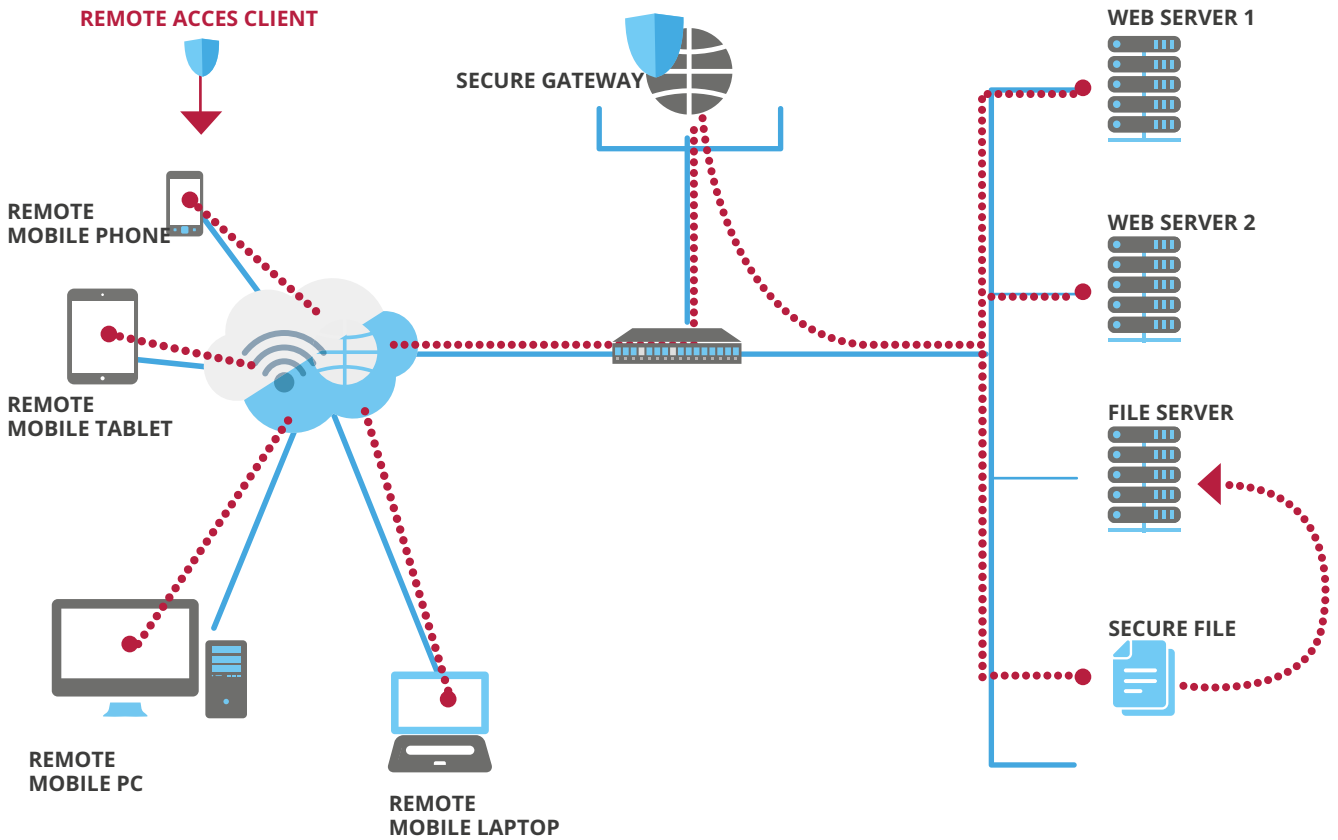 REMOTE ACCES CLIENT
SECURE GATEWAY
WEB SERVER 1
REMOTE
MOBILE PHONE
WEB SERVER 2
REMOTE
MOBILE TABLET
FILE SERVER
SECURE FILE
REMOTE
MOBILE PC
REMOTE
MOBILE LAPTOP